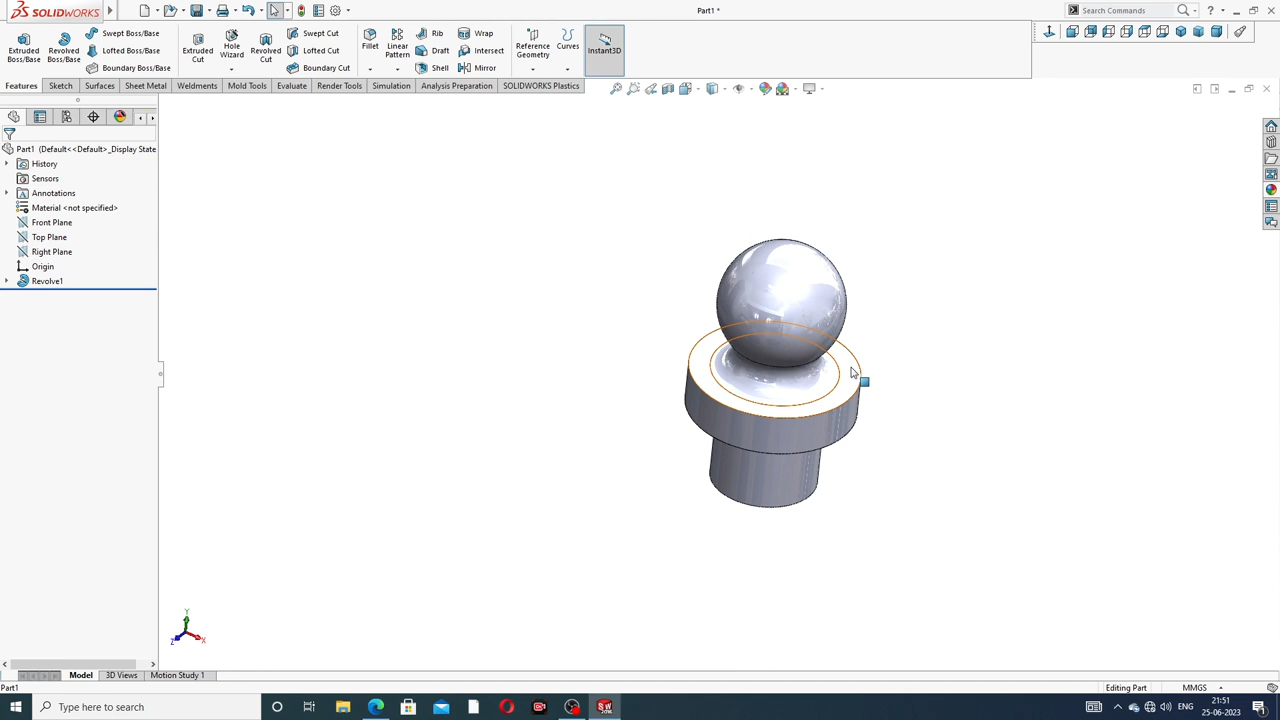 SOLIDWORKS
Part1 *
Search Commands
Extruded Boss/Base
Revolved Boss/Base
Swept Boss/Base
Lofted Boss/Base
Boundary Boss/Base
Extruded Cut
Hole Wizard
Revolved Cut
Swept Cut
Lofted Cut
Boundary Cut
Fillet
Linear Pattern
Rib
Draft
Shell
Wrap
Intersect
Mirror
Reference Geometry
Curves
Instant3D
Features
Sketch
Surfaces
Sheet Metal
Weldments
Mold Tools
Evaluate
Render Tools
Simulation
Analysis Preparation
SOLIDWORKS Plastics
Part1 (Default<<Default>_Display State
History
Sensors
Annotations
Material <not specified>
Front Plane
Top Plane
Right Plane
Origin
Revolve1
Y
Z
X
Model
3D Views
Motion Study 1
Part1
Editing Part
MMGS
Type here to search
ENG
21:51
25-06-2023